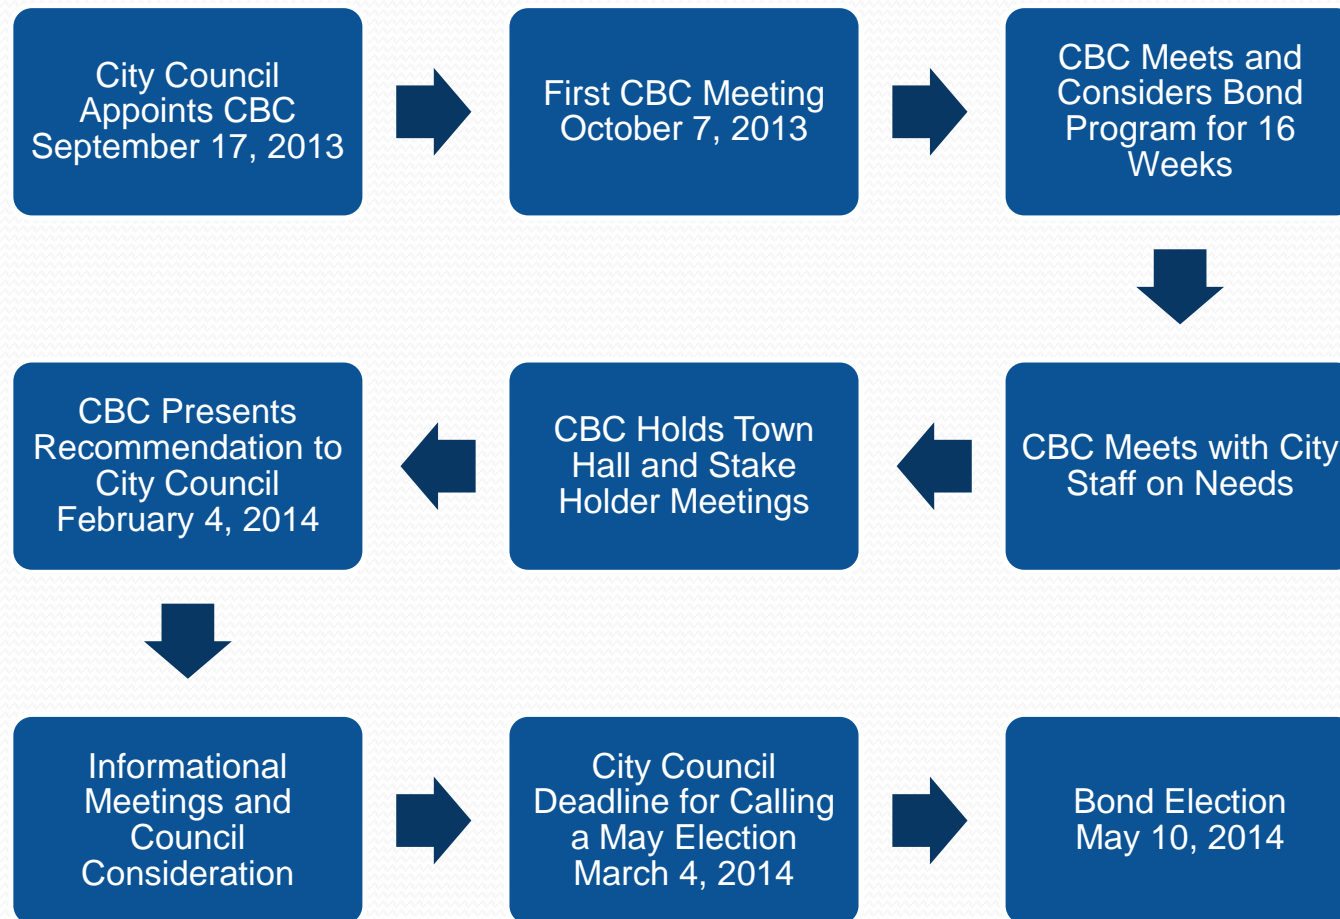 City Council
Appoints CBC
September 17, 2013
First CBC Meeting
October 7, 2013
CBC Meets and
Considers Bond
Program for 16
Weeks
CBC Meets with City
Staff on Needs
CBC Holds Town
Hall and Stake
Holder Meetings
CBC Presents
Recommendation to
City Council
February 4, 2014
Informational
Meetings and
Council
Consideration
City Council
Deadline for Calling
a May Election
March 4, 2014
Bond Election
May 10, 2014